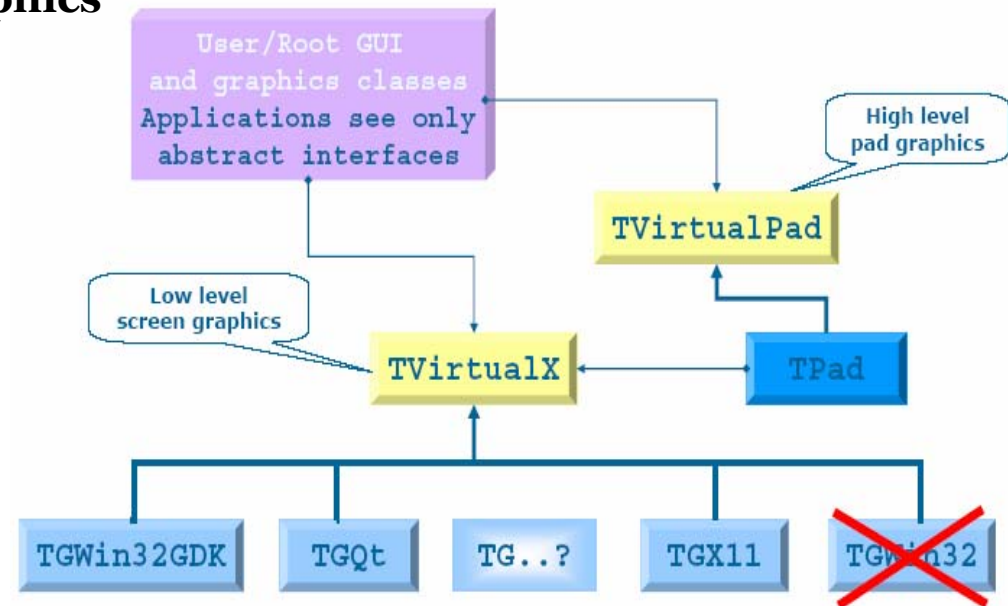 User/Root GUI
and graphics classes
Applications see only
abstract interfaces
High level
pad graphics
TVirtualPad
Low level
screen graphics
TVirtualX
TPad
TGWin32GDK
TGQt
TG..?
TGX11
TGWin32